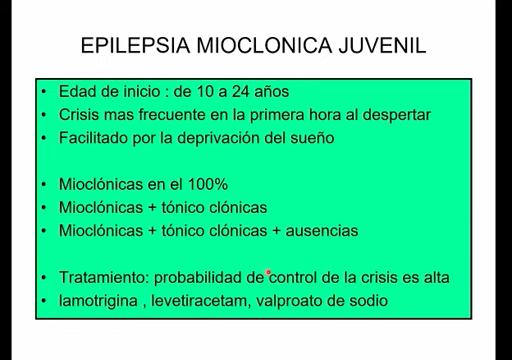 EPILEPSIA MIOCLONICA JUVENIL
• Edad de inicio : de 10 a 24 años
• Crisis mas frecuente en la primera hora al despertar
• Facilitado por la deprivación del sueño
• Mioclónicas en el 100%
• Mioclónicas + tónico clónicas
• Mioclónicas + tónico clónicas + ausencias
• Tratamiento: probabilidad de control de la crisis es alta
• lamotrigina , levetiracetam, valproato de sodio